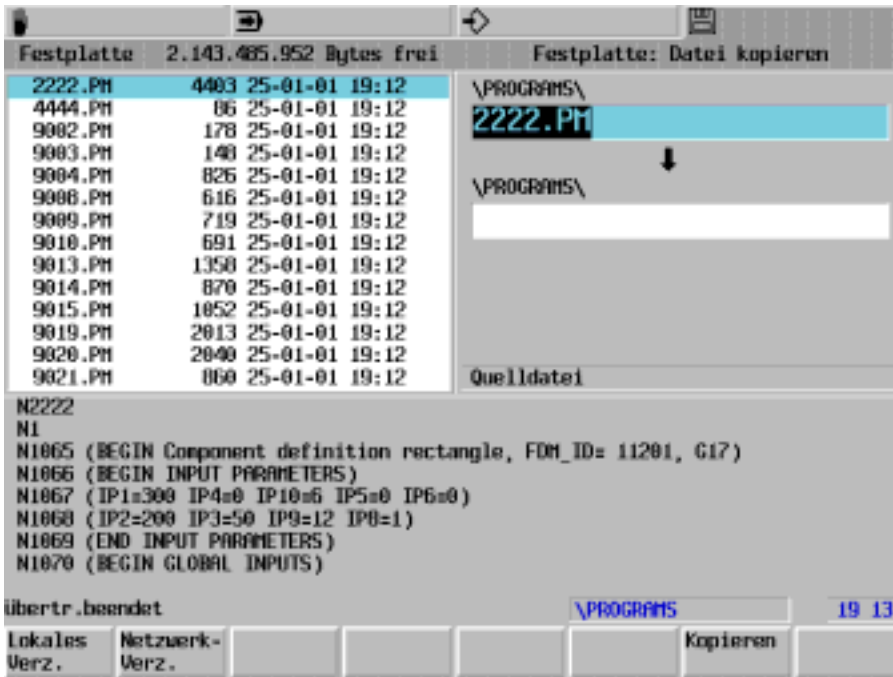 Festplatte 2.143.485.952 Bytes frei Festplatte: Datei kopieren
2222.PM 4403 25-01-01 19:12
4444.PM 86 25-01-01 19:12
9002.PM 178 25-01-01 19:12
9003.PM 148 25-01-01 19:12
9004.PM 826 25-01-01 19:12
9008.PM 616 25-01-01 19:12
9009.PM 719 25-01-01 19:12
9010.PM 691 25-01-01 19:12
9013.PM 1358 25-01-01 19:12
9014.PM 870 25-01-01 19:12
9015.PM 1052 25-01-01 19:12
9019.PM 2013 25-01-01 19:12
9020.PM 2040 25-01-01 19:12
9021.PM 860 25-01-01 19:12
\PROGRAMS\
2222.PM
\PROGRAMS\
Quelldatei
N2222
N1
N1065 (BEGIN Component definition rectangle, FDM_ID= 11201, G17)
N1066 (BEGIN INPUT PARAMETERS)
N1067 (IP1=300 IP4=0 IP10=6 IP5=0 IP6=0)
N1068 (IP2=200 IP3=50 IP9=12 IP8=1)
N1069 (END INPUT PARAMETERS)
N1070 (BEGIN GLOBAL INPUTS)
übertr.beendet \PROGRAMS 19 13
Lokales Netzwerk- Kopieren
Verz. Verz.